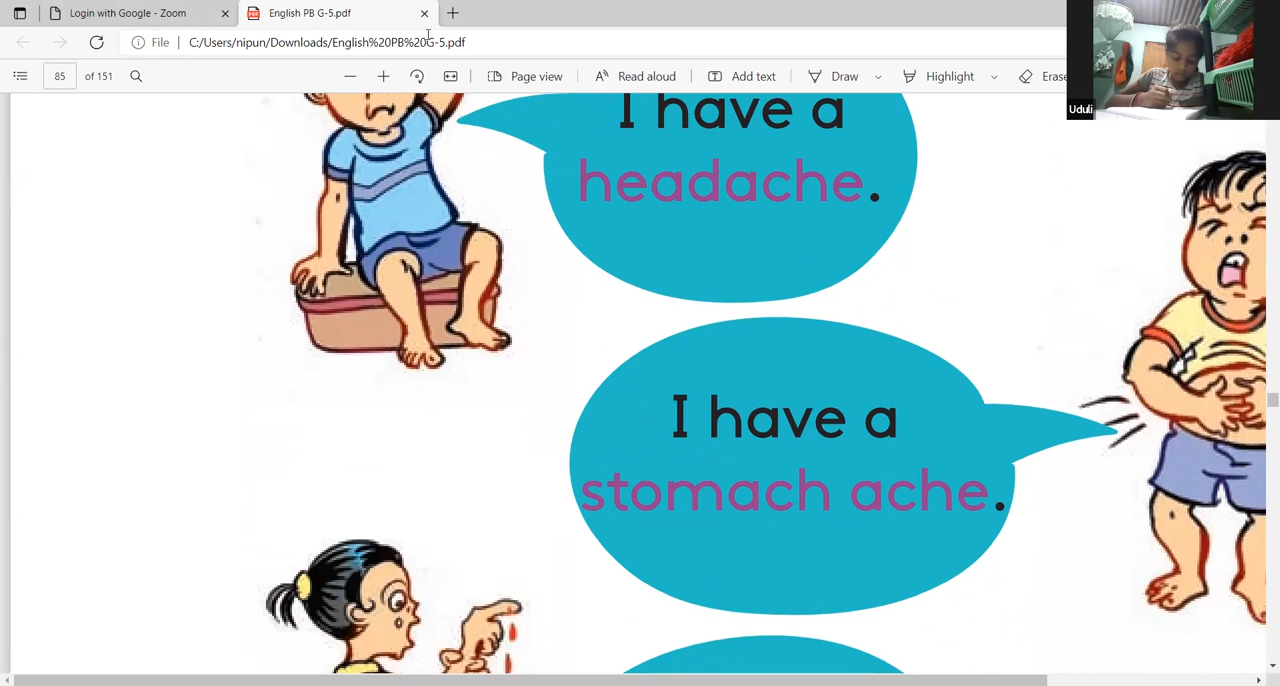 Login with Google - Zoom
English PB G-5.pdf
File
C:/Users/nipun/Downloads/English%20PB%20G-5.pdf
85 of 151
Page view
Read aloud
Add text
Draw
Highlight
Erase
Uduli
I have a
headache.
I have a
stomach ache.